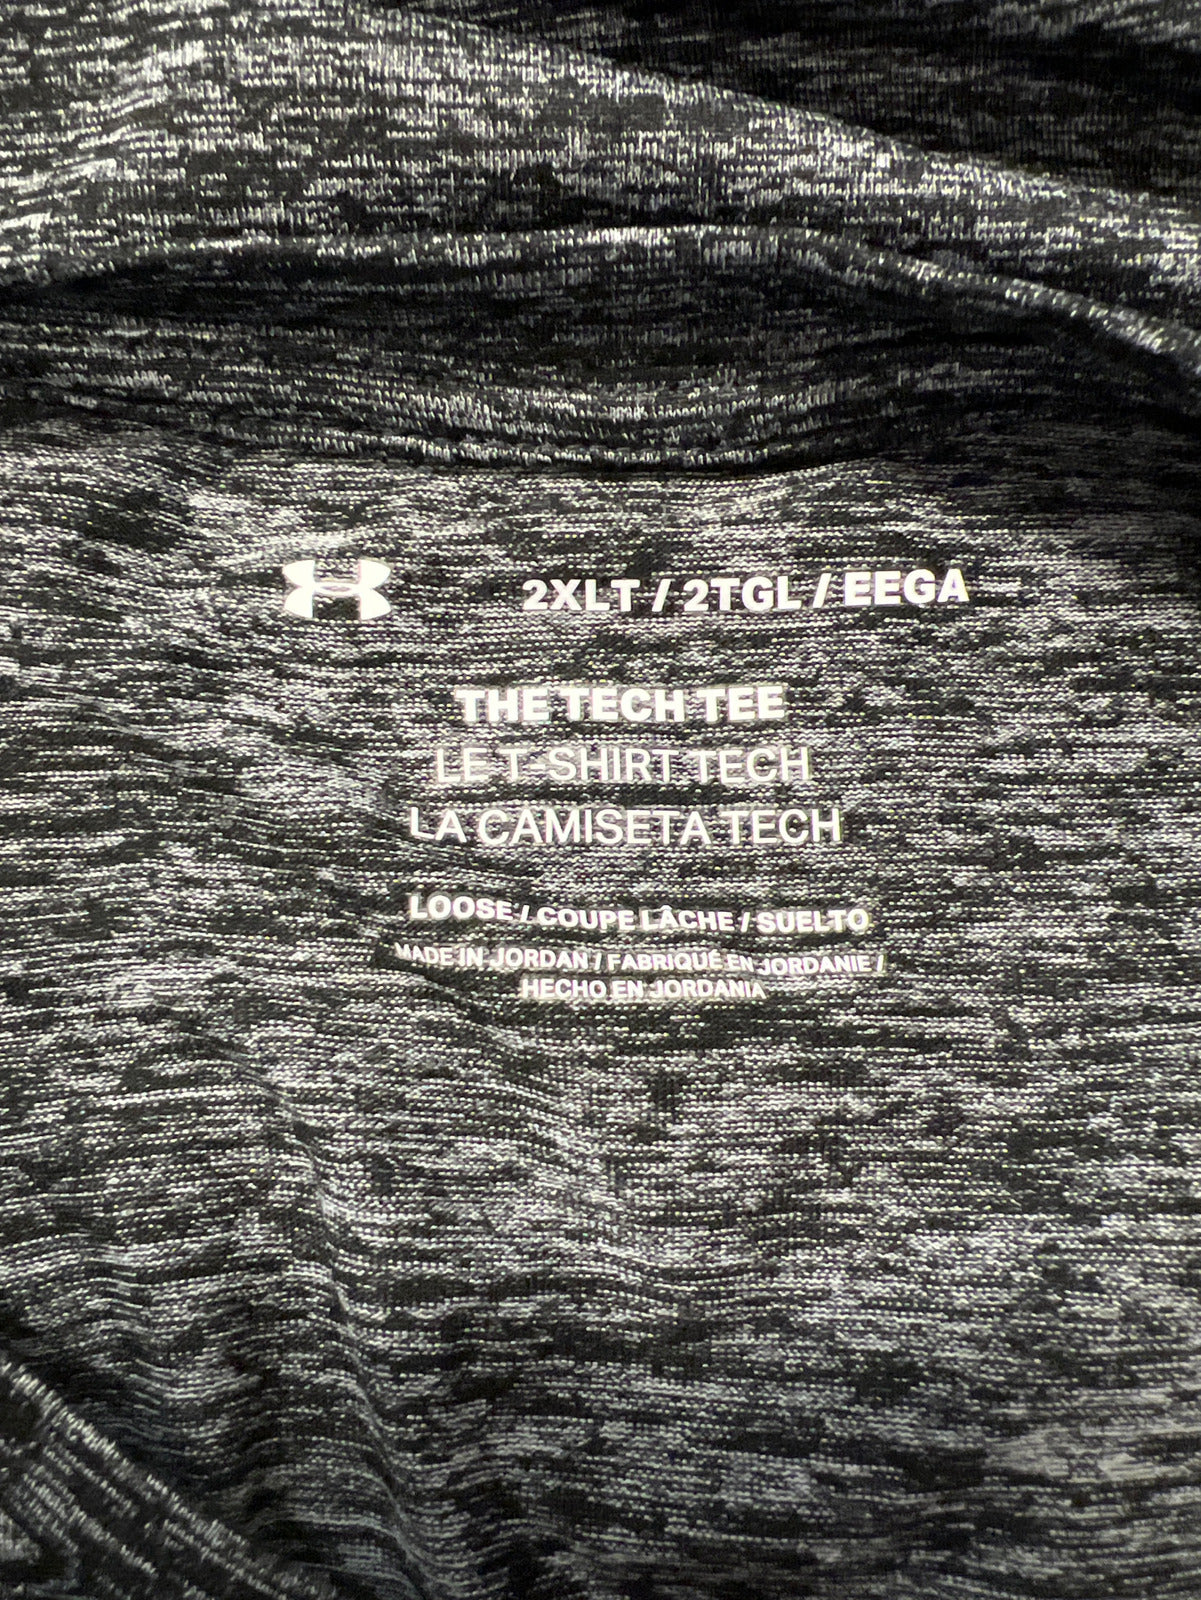 2XLT / 2TGL / EEGA
THE TECH TEE
LE T-SHIRT TECH
LA CAMISETA TECH
LOOSE / COUPE LÂCHE / SUELTO
MADE IN JORDAN / FABRIQUÉ EN JORDANIE /
HECHO EN JORDANIA